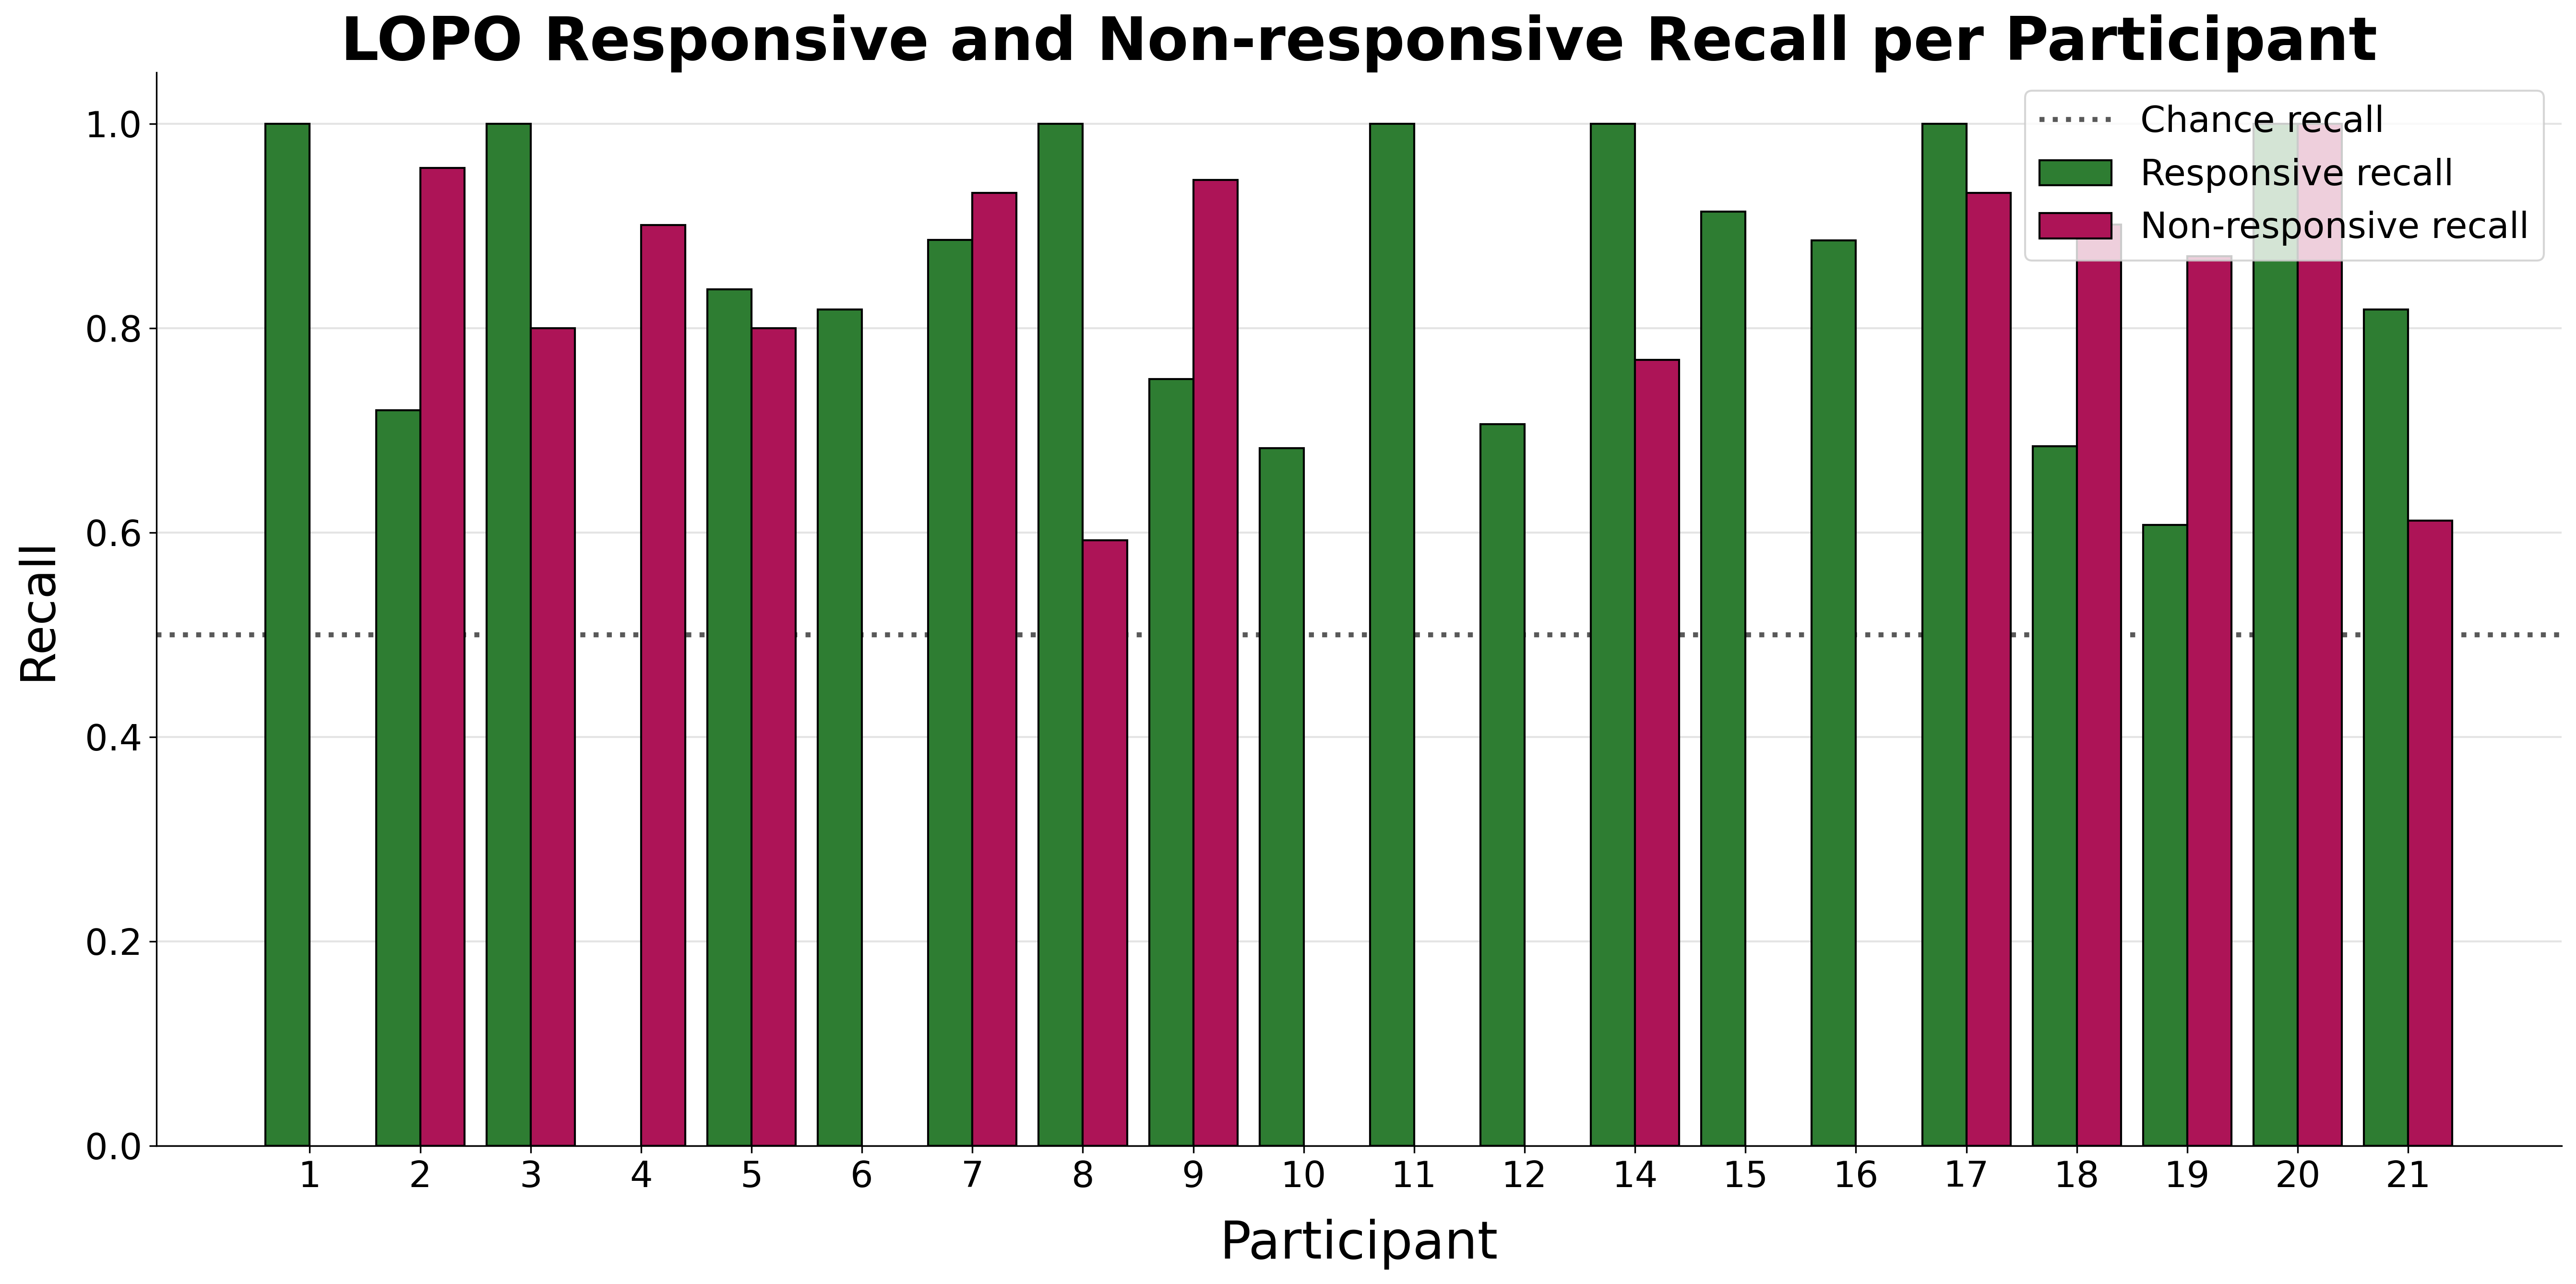 LOPO Responsive and Non-responsive Recall per Participant
Chance recall
Responsive recall
Non-responsive recall
1.0
0.8
0.6
0.4
0.2
0.0
Recall
1 2 3 4 5 6 7 8 9 10 11 12 14 15 16 17 18 19 20 21
Participant